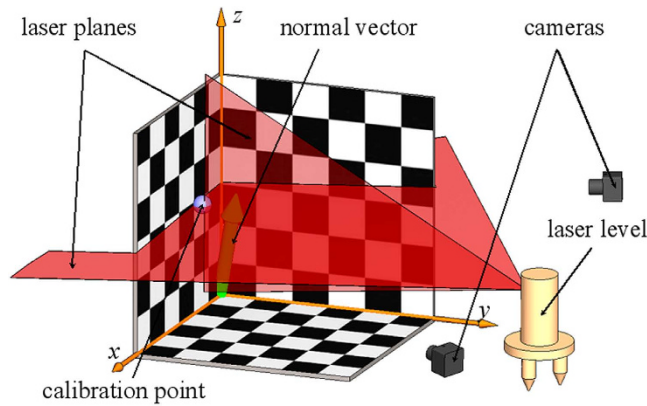 laser planes
z
normal vector
cameras
laser level
y
x
calibration point